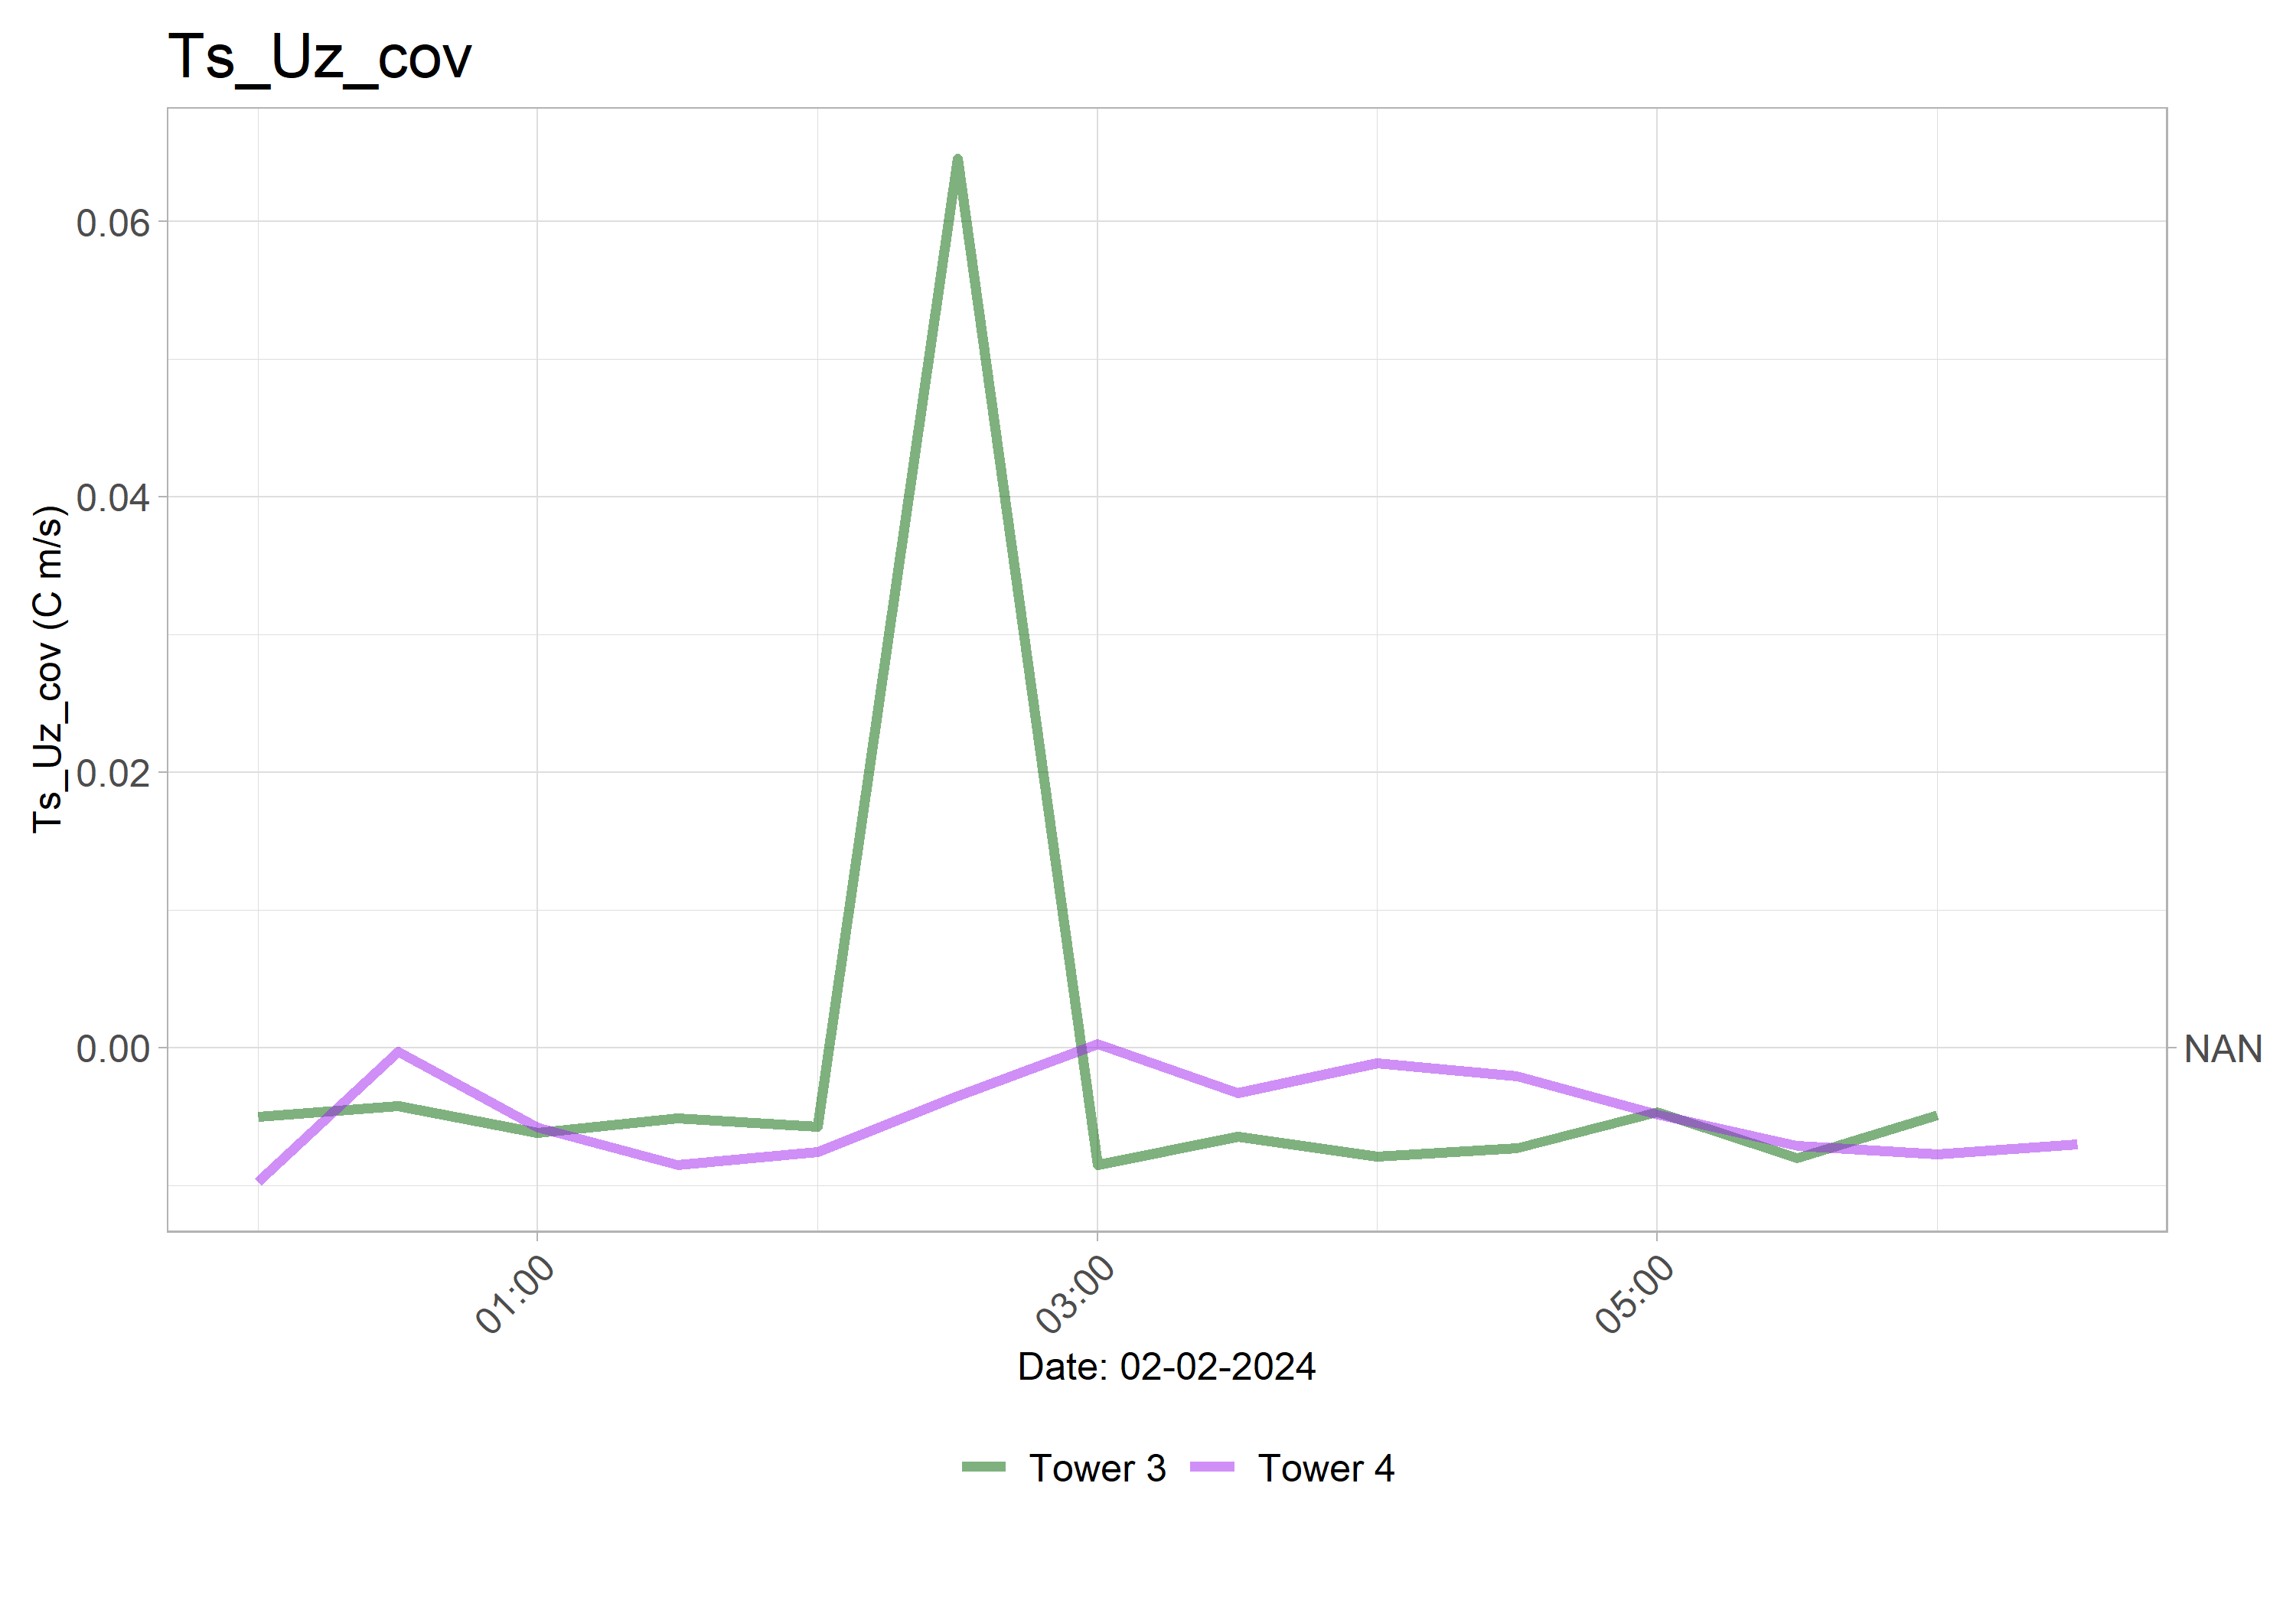 Ts_Uz_cov
Ts_Uz_cov (C m/s)
0.06
0.04
0.02
0.00
NAN
01:00
03:00
05:00
Date: 02-02-2024
Tower 3
Tower 4